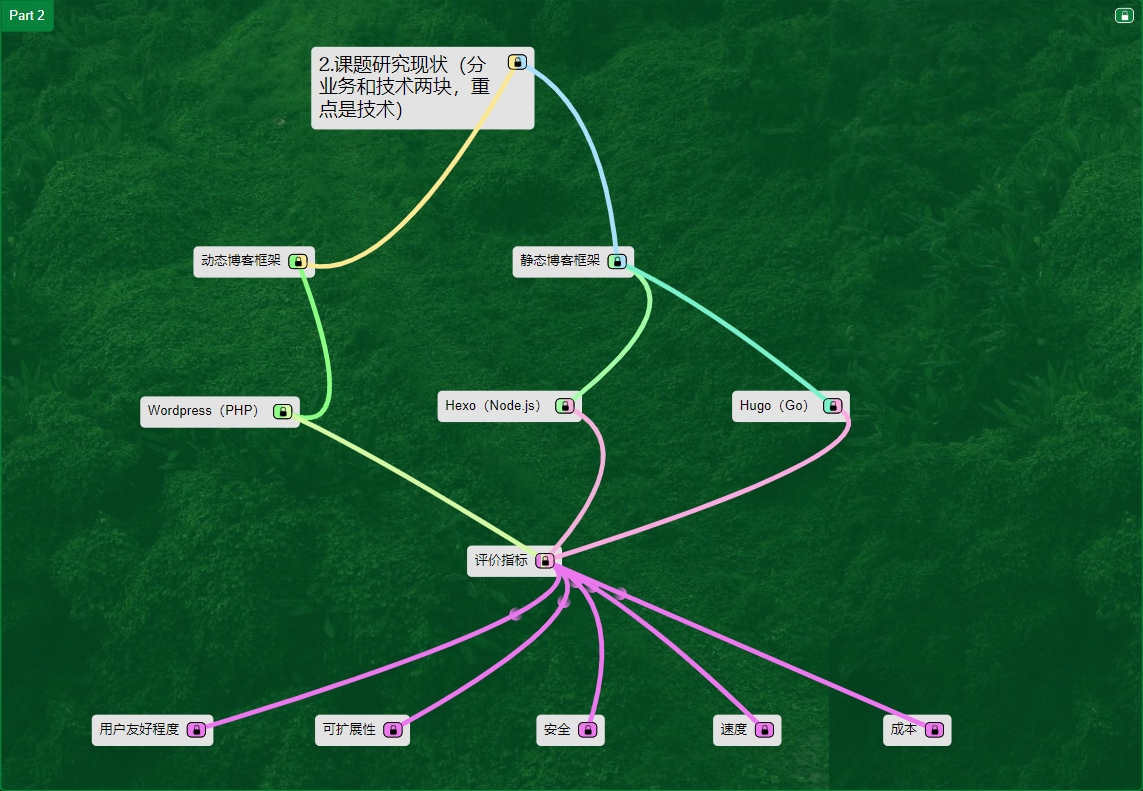 Part 2
2.课题研究现状（分
业务和技术两块，重
点是技术）
动态博客框架
静态博客框架
Wordpress（PHP）
Hexo（Node.js）
Hugo（Go）
评价指标
用户友好程度
可扩展性
安全
速度
成本